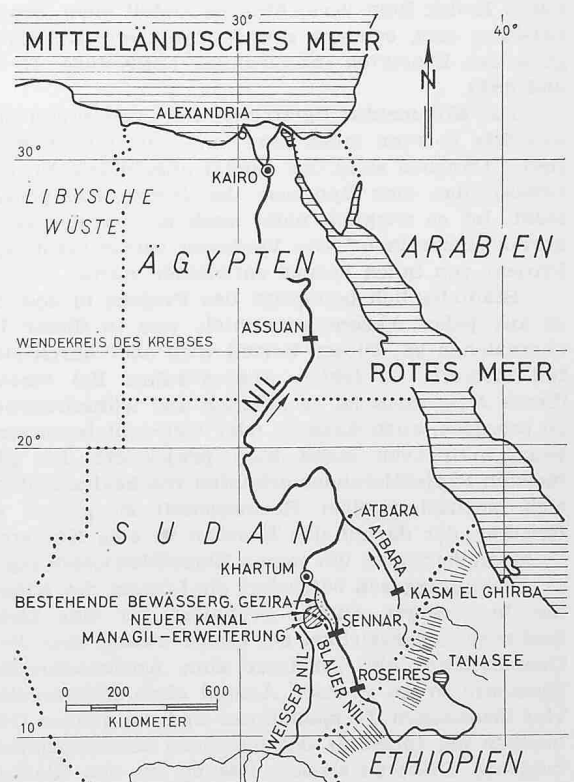 30°
40°
MITTELLÄNDISCHES MEER
N
ALEXANDRIA
30°
KAIRO
LIBYSCHE
WÜSTE
ÄGYPTEN
ARABIEN
ASSUAN
WENDEKREIS DES KREBSES
ROTES MEER
NIL
20°
ATBARA
SUDAN
ATBARA
KHARTUM
KASM EL GHIRBA
BESTEHENDE BEWÄSSERG. GEZIRA
NEUER KANAL
SENNAR
MANAGIL-ERWEITERUNG
TANASEE
ROSEIRES
BLAUER NIL
WEISSER NIL
0 200 600
KILOMETER
10°
ETHIOPIEN